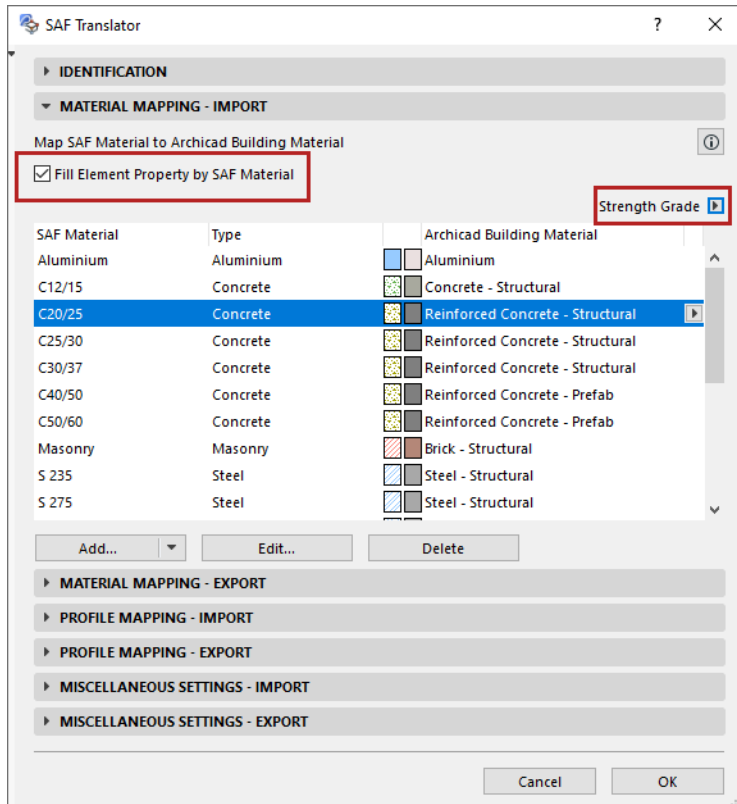 SAF Translator ?
IDENTIFICATION
MATERIAL MAPPING - IMPORT
Map SAF Material to Archicad Building Material
Fill Element Property by SAF Material
Strength Grade
SAF Material Type Archicad Building Material
Aluminium Aluminium Aluminium
C12/15 Concrete Concrete - Structural
C20/25 Concrete Reinforced Concrete - Structural
C25/30 Concrete Reinforced Concrete - Structural
C30/37 Concrete Reinforced Concrete - Structural
C40/50 Concrete Reinforced Concrete - Prefab
C50/60 Concrete Reinforced Concrete - Prefab
Masonry Masonry Brick - Structural
S 235 Steel Steel - Structural
S 275 Steel Steel - Structural
Add... Edit... Delete
MATERIAL MAPPING - EXPORT
PROFILE MAPPING - IMPORT
PROFILE MAPPING - EXPORT
MISCELLANEOUS SETTINGS - IMPORT
MISCELLANEOUS SETTINGS - EXPORT
Cancel OK